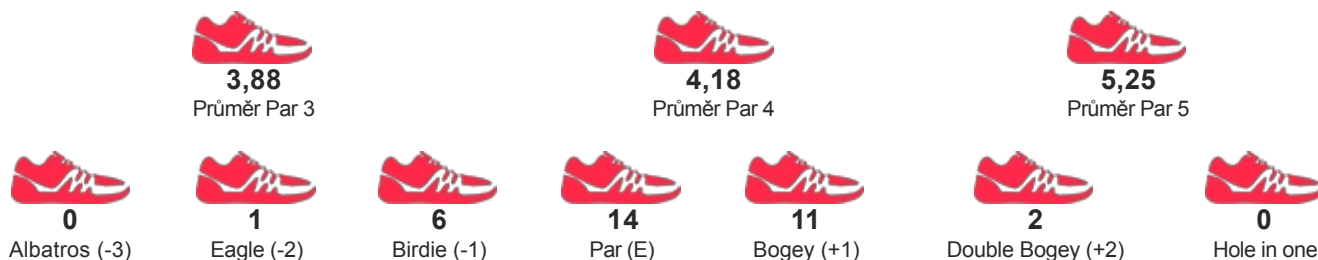 3,88 4,18 5,25
Průměr Par 3 Průměr Par 4 Průměr Par 5
0 1 6 14 11 2 0
Albatros (-3) Eagle (-2) Birdie (-1) Par (E) Bogey (+1) Double Bogey (+2) Hole in one